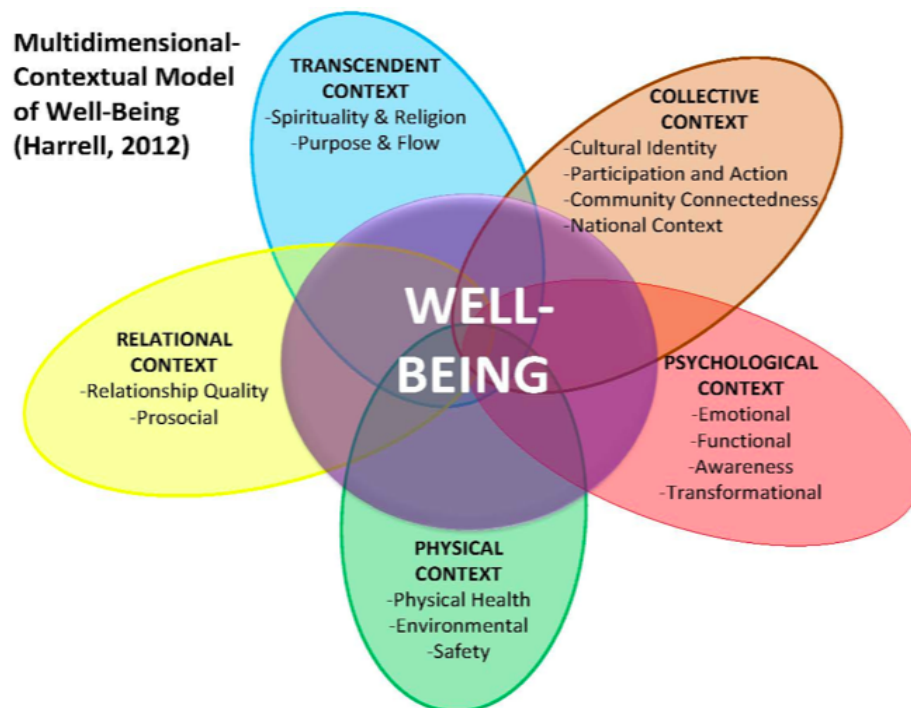 Multidimensional-
Contextual Model
of Well-Being
(Harrell, 2012)
TRANSCENDENT
CONTEXT
-Spirituality & Religion
-Purpose & Flow
COLLECTIVE
CONTEXT
-Cultural Identity
-Participation and Action
-Community Connectedness
-National Context
WELL-
BEING
RELATIONAL
CONTEXT
-Relationship Quality
-Prosocial
PSYCHOLOGICAL
CONTEXT
-Emotional
-Functional
-Awareness
-Transformational
PHYSICAL
CONTEXT
-Physical Health
-Environmental
-Safety